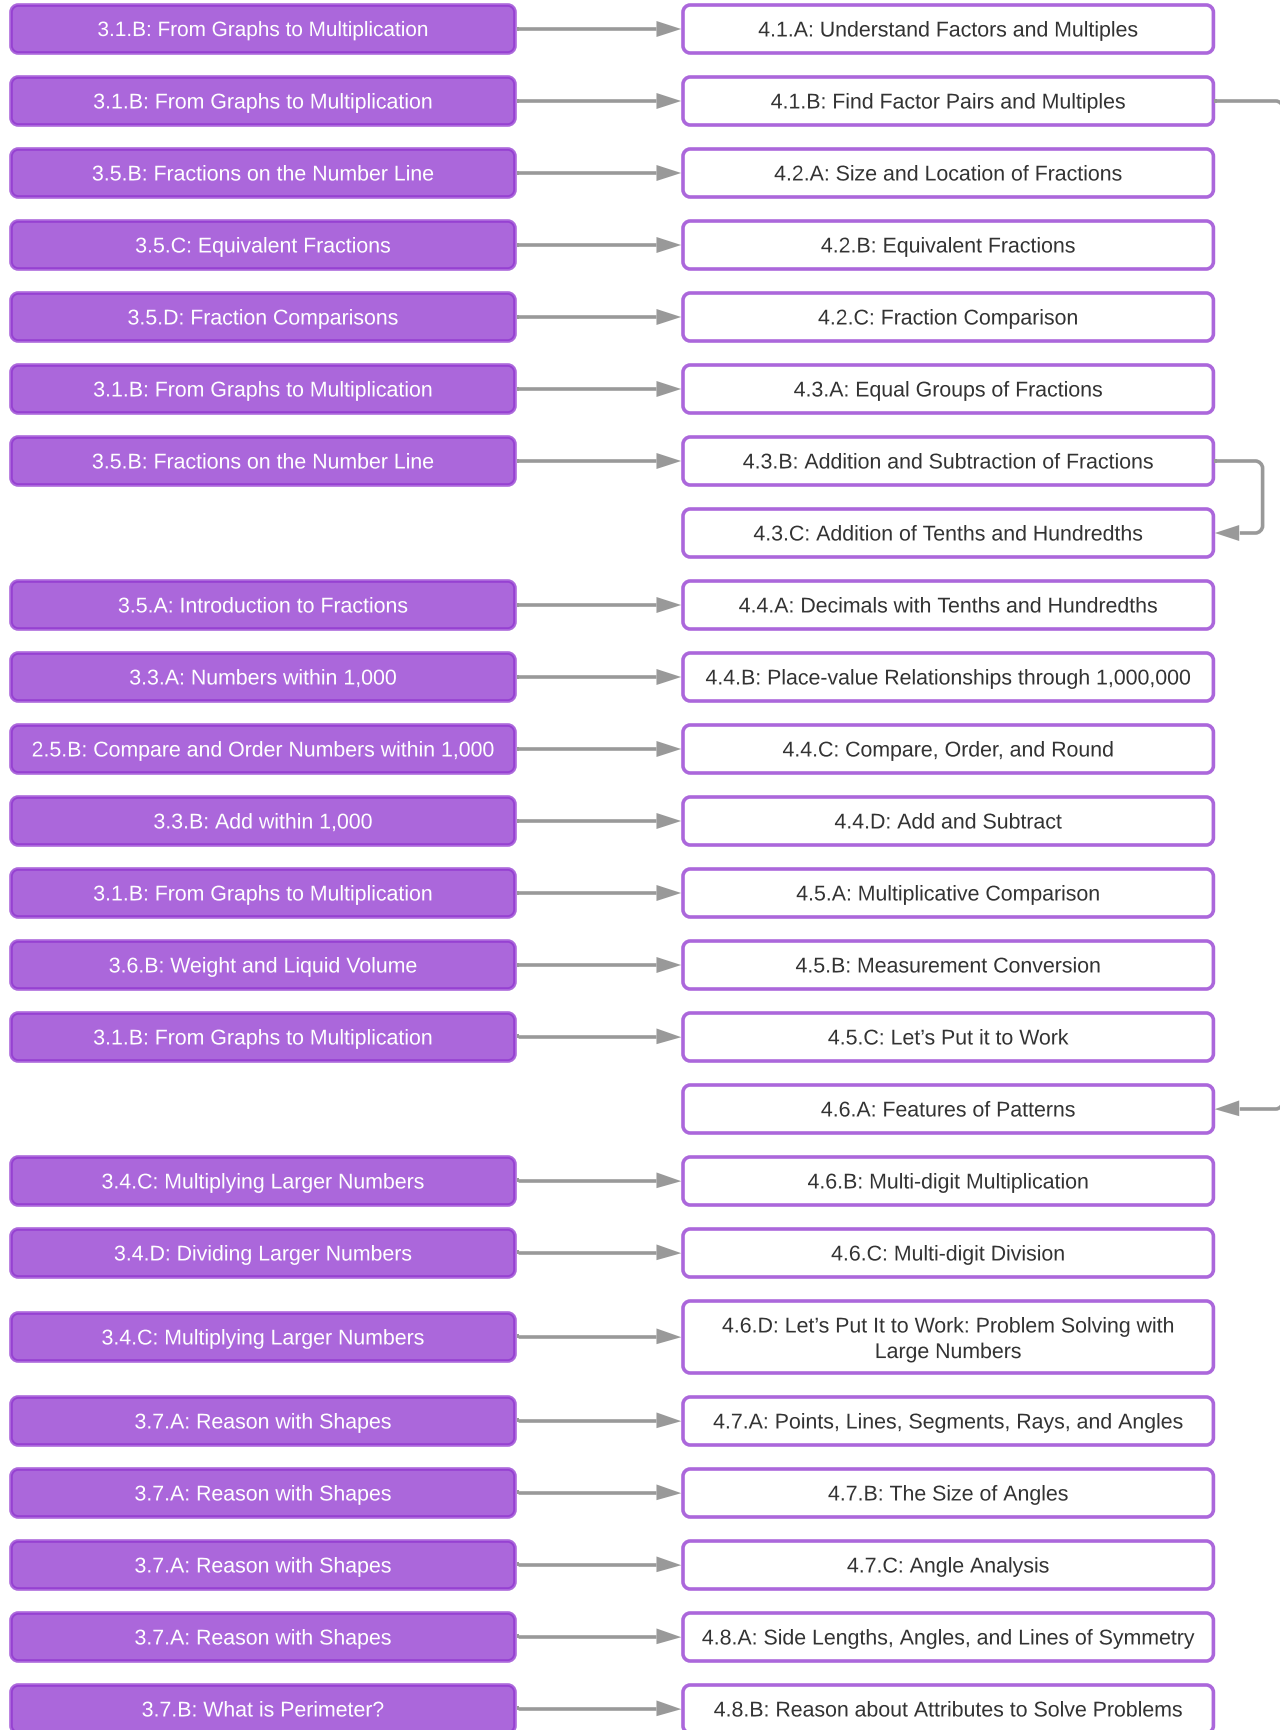 3.1.B: From Graphs to Multiplication
4.1.A: Understand Factors and Multiples
3.1.B: From Graphs to Multiplication
4.1.B: Find Factor Pairs and Multiples
3.5.B: Fractions on the Number Line
4.2.A: Size and Location of Fractions
3.5.C: Equivalent Fractions
4.2.B: Equivalent Fractions
3.5.D: Fraction Comparisons
4.2.C: Fraction Comparison
3.1.B: From Graphs to Multiplication
4.3.A: Equal Groups of Fractions
3.5.B: Fractions on the Number Line
4.3.B: Addition and Subtraction of Fractions
4.3.C: Addition of Tenths and Hundredths
3.5.A: Introduction to Fractions
4.4.A: Decimals with Tenths and Hundredths
3.3.A: Numbers within 1,000
4.4.B: Place-value Relationships through 1,000,000
2.5.B: Compare and Order Numbers within 1,000
4.4.C: Compare, Order, and Round
3.3.B: Add within 1,000
4.4.D: Add and Subtract
3.1.B: From Graphs to Multiplication
4.5.A: Multiplicative Comparison
3.6.B: Weight and Liquid Volume
4.5.B: Measurement Conversion
3.1.B: From Graphs to Multiplication
4.5.C: Let’s Put it to Work
4.6.A: Features of Patterns
3.4.C: Multiplying Larger Numbers
4.6.B: Multi-digit Multiplication
3.4.D: Dividing Larger Numbers
4.6.C: Multi-digit Division
3.4.C: Multiplying Larger Numbers
4.6.D: Let’s Put It to Work: Problem Solving with
Large Numbers
3.7.A: Reason with Shapes
4.7.A: Points, Lines, Segments, Rays, and Angles
3.7.A: Reason with Shapes
4.7.B: The Size of Angles
3.7.A: Reason with Shapes
4.7.C: Angle Analysis
3.7.A: Reason with Shapes
4.8.A: Side Lengths, Angles, and Lines of Symmetry
3.7.B: What is Perimeter?
4.8.B: Reason about Attributes to Solve Problems